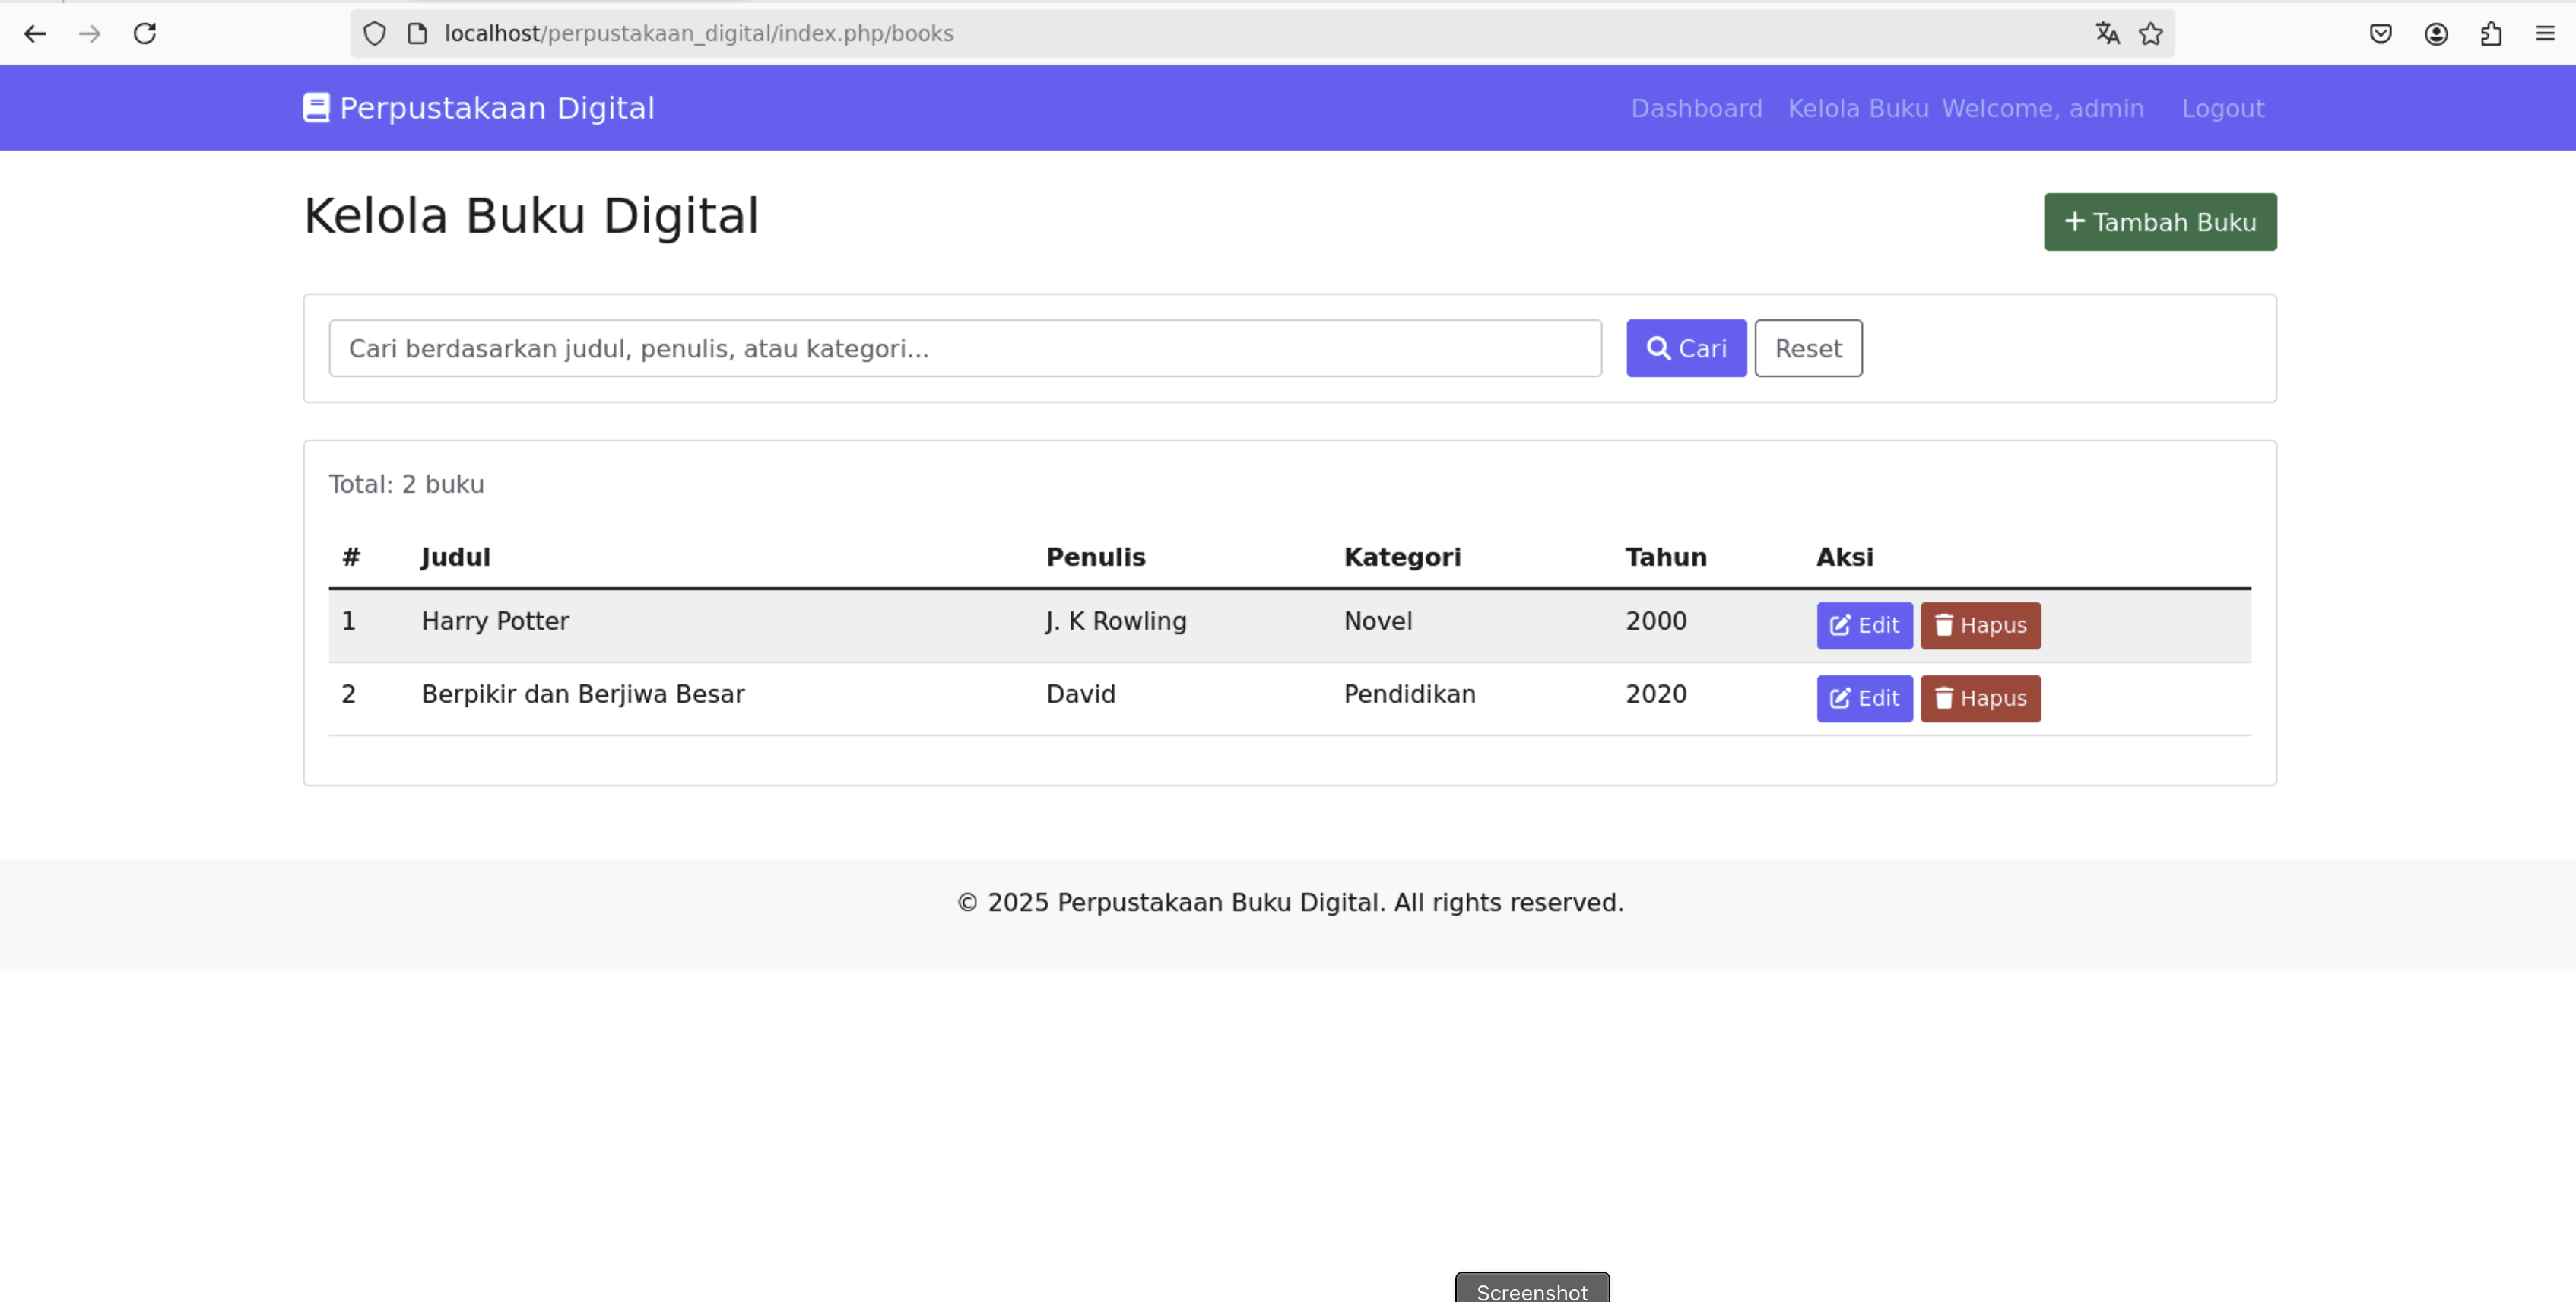 localhost/perpustakaan_digital/index.php/books
Perpustakaan Digital Dashboard Kelola Buku Welcome, admin Logout
Kelola Buku Digital + Tambah Buku
Cari berdasarkan judul, penulis, atau kategori... Cari Reset
Total: 2 buku
# Judul Penulis Kategori Tahun Aksi
1 Harry Potter J. K Rowling Novel 2000 Edit Hapus
2 Berpikir dan Berjiwa Besar David Pendidikan 2020 Edit Hapus
© 2025 Perpustakaan Buku Digital. All rights reserved.
Screenshot